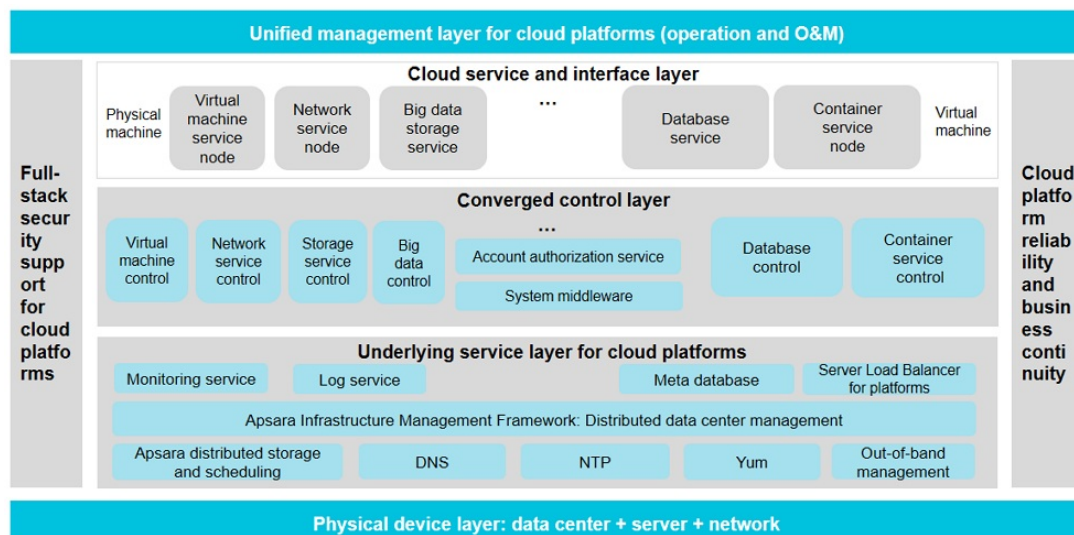 Unified management layer for cloud platforms (operation and O&M)
Full-
stack
secur
ity
supp
ort
for
cloud
platfo
rms
Cloud service and interface layer
Physical
machine
Virtual
machine
service
node
Network
service
node
Big data
storage
service
...
Database
service
Container
service
node
Virtual
machine
Converged control layer
Virtual
machine
control
Network
service
control
Storage
service
control
Big
data
control
...
Account authorization service
System middleware
Database
control
Container
service
control
Underlying service layer for cloud platforms
Monitoring service
Log service
Meta database
Server Load Balancer
for platforms
Apsara Infrastructure Management Framework: Distributed data center management
Apsara distributed storage
and scheduling
DNS
NTP
Yum
Out-of-band
management
Cloud
platfo
rm
reliab
ility
and
busin
ess
conti
nuity
Physical device layer: data center + server + network